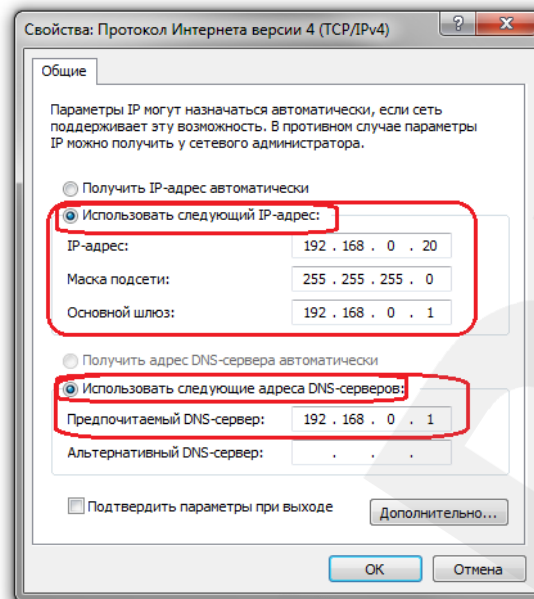 Свойства: Протокол Интернета версии 4 (TCP/IPv4)
Общие
Параметры IP могут назначаться автоматически, если сеть
поддерживает эту возможность. В противном случае параметры
IP можно получить у сетевого администратора.
Получить IP-адрес автоматически
Использовать следующий IP-адрес:
IP-адрес: 192 . 168 . 0 . 20
Маска подсети: 255 . 255 . 255 . 0
Основной шлюз: 192 . 168 . 0 . 1
Получить адрес DNS-сервера автоматически
Использовать следующие адреса DNS-серверов:
Предпочитаемый DNS-сервер: 192 . 168 . 0 . 1
Альтернативный DNS-сервер: . . .
Подтвердить параметры при выходе
Дополнительно...
ОК Отмена